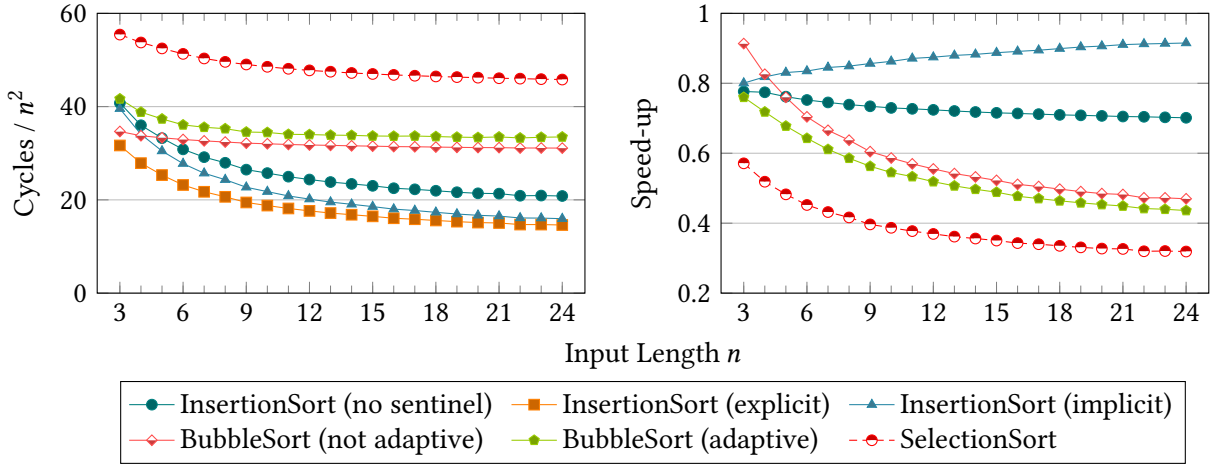 Cycles / n²
60
40
20
0
3 6 9 12 15 18 21 24
Speed-up
1
0.8
0.6
0.4
0.2
3 6 9 12 15 18 21 24
Input Length n
InsertionSort (no sentinel) InsertionSort (explicit) InsertionSort (implicit)
BubbleSort (not adaptive) BubbleSort (adaptive) SelectionSort